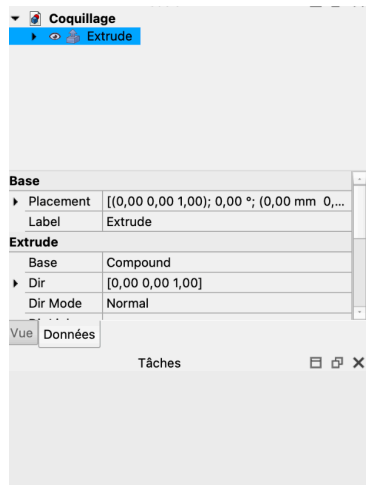 Coquillage
Extrude
Base
Placement [(0,00 0,00 1,00); 0,00 °; (0,00 mm 0,...
Label Extrude
Extrude
Base Compound
Dir [0,00 0,00 1,00]
Dir Mode Normal
Vue Données
Tâches